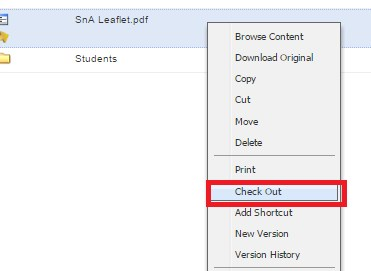 SnA Leaflet.pdf
Students
Browse Content
Download Original
Copy
Cut
Move
Delete
Print
Check Out
Add Shortcut
New Version
Version History